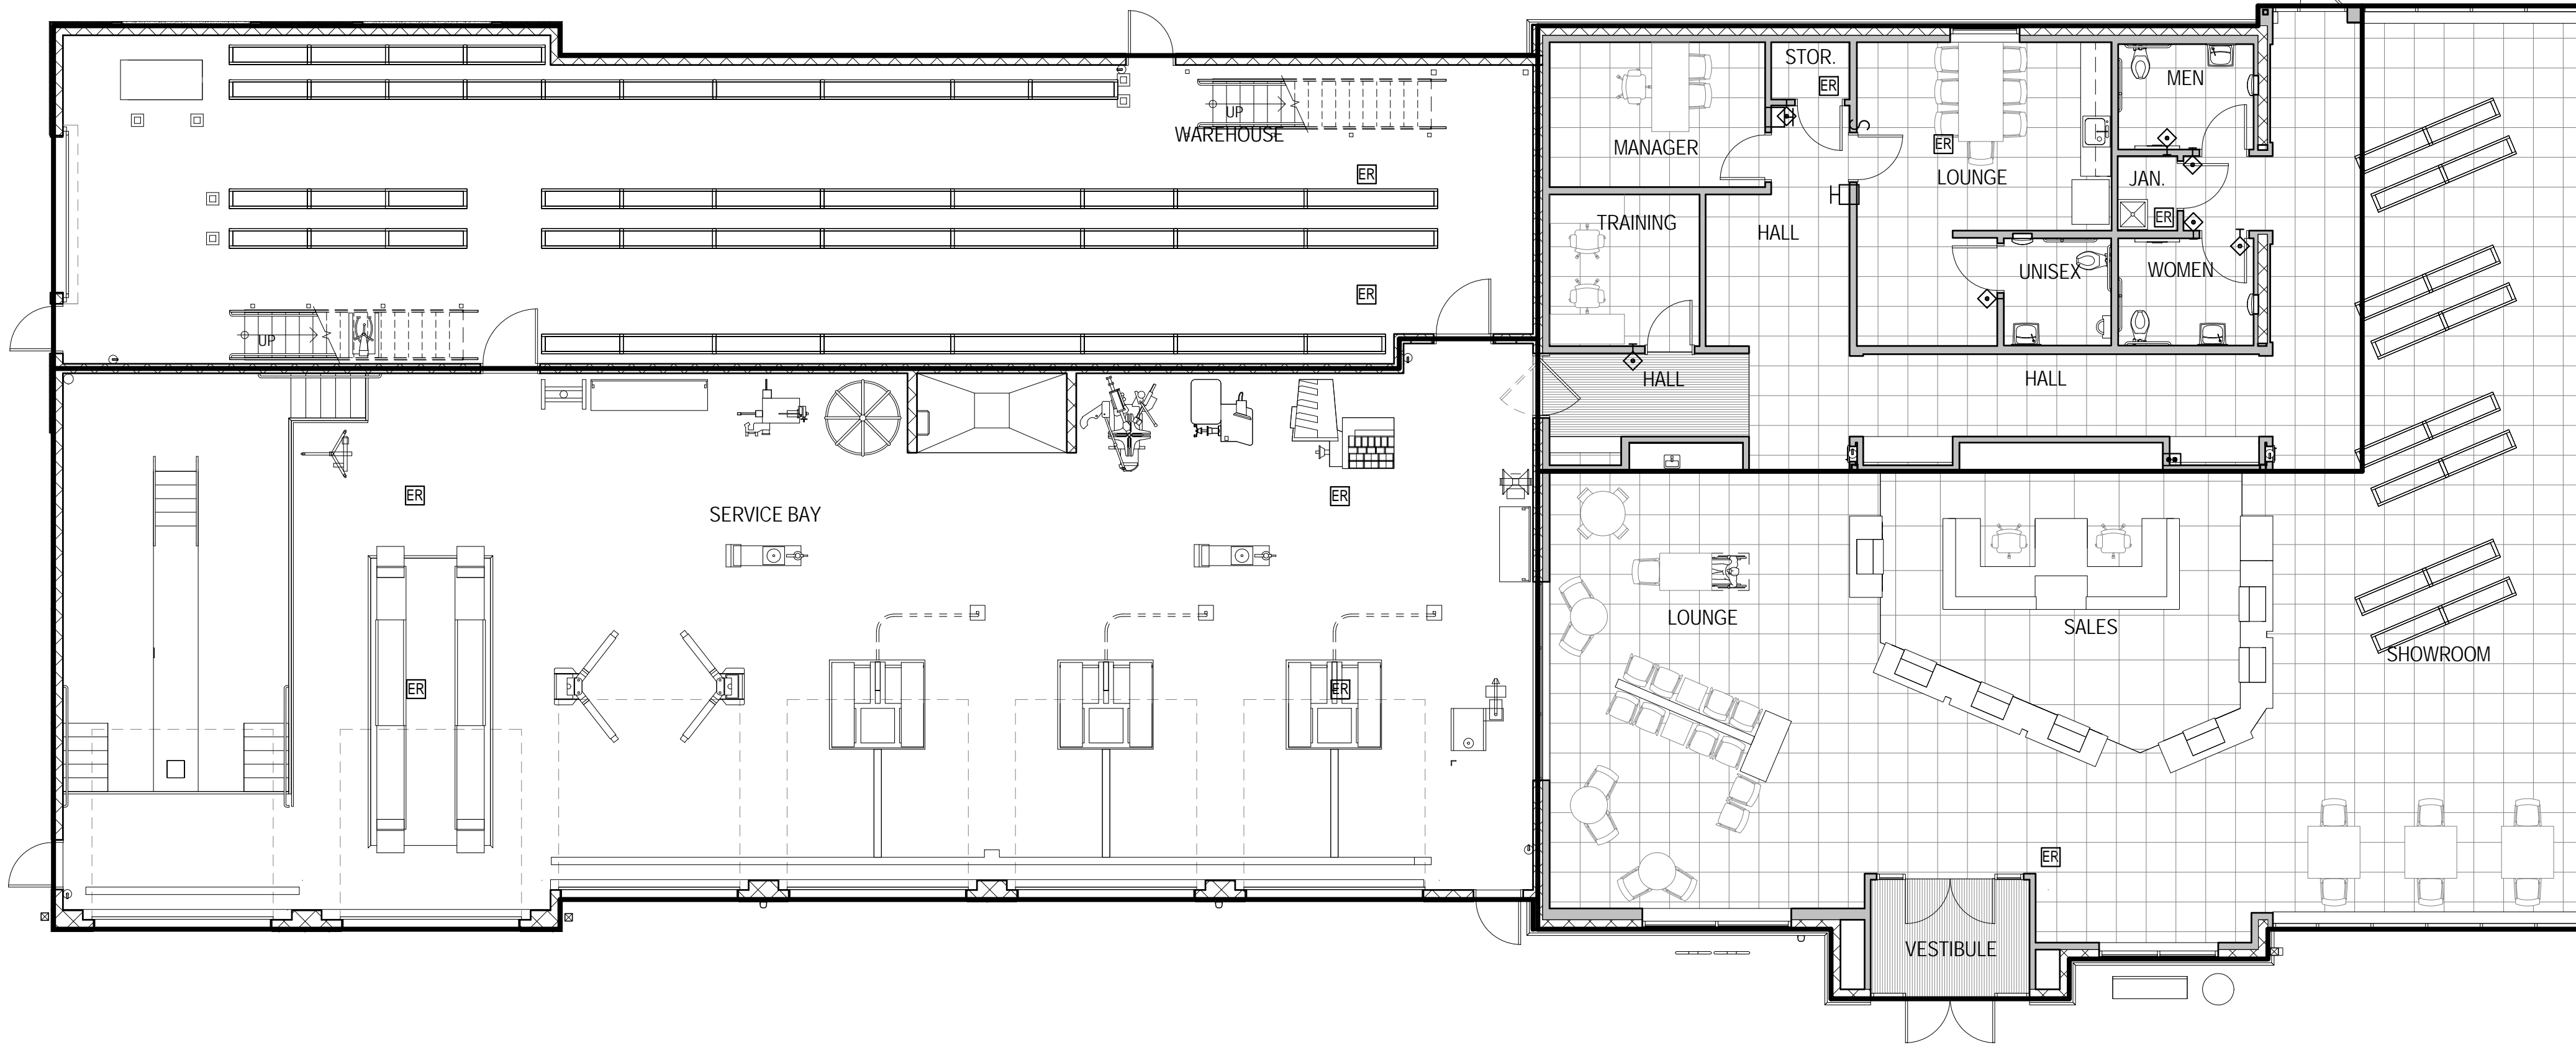 STOR.
ER
MEN
UP
WAREHOUSE
MANAGER
ER
LOUNGE
ER
JAN.
ER
TRAINING
HALL
UNISEX
WOMEN
ER
UP
HALL
HALL
ER
ER
SERVICE BAY
LOUNGE
SALES
SHOWROOM
ER
ER
ER
VESTIBULE